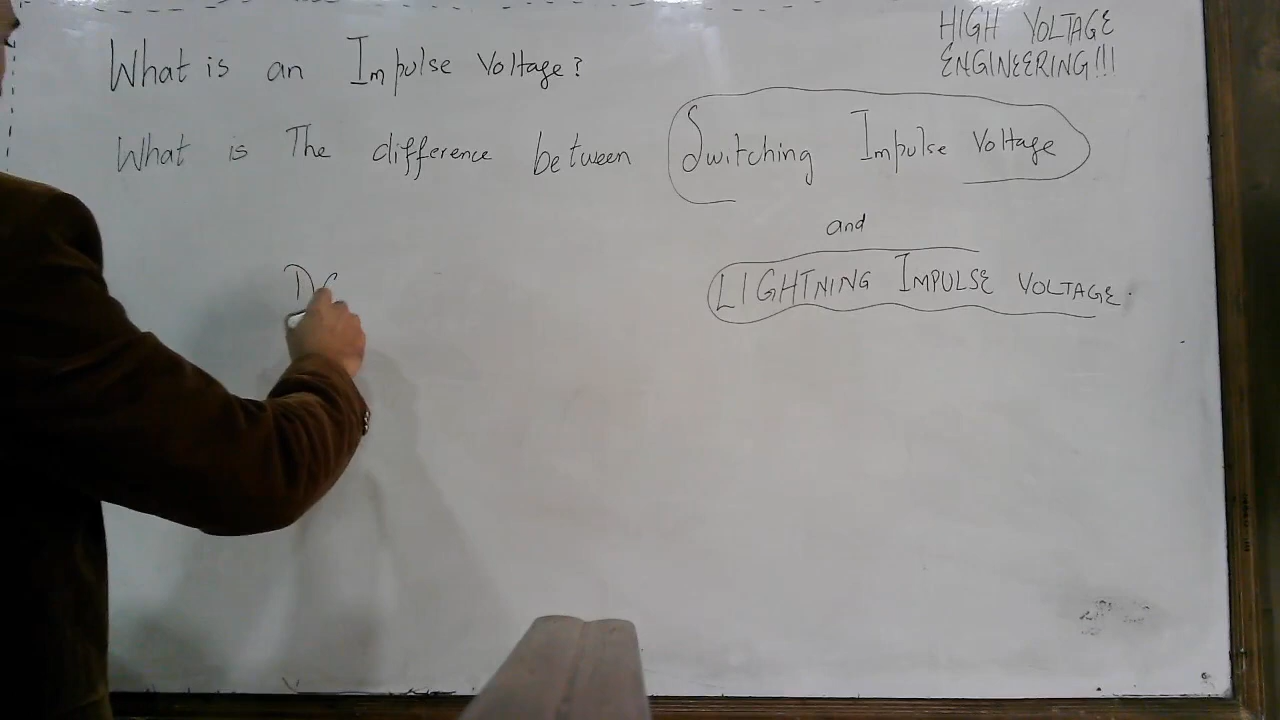 HIGH VOLTAGE
ENGINEERING!!!
What is an Impulse Voltage?
What is The difference between Switching Impulse Voltage
and
LIGHTNING IMPULSE VOLTAGE.
DC